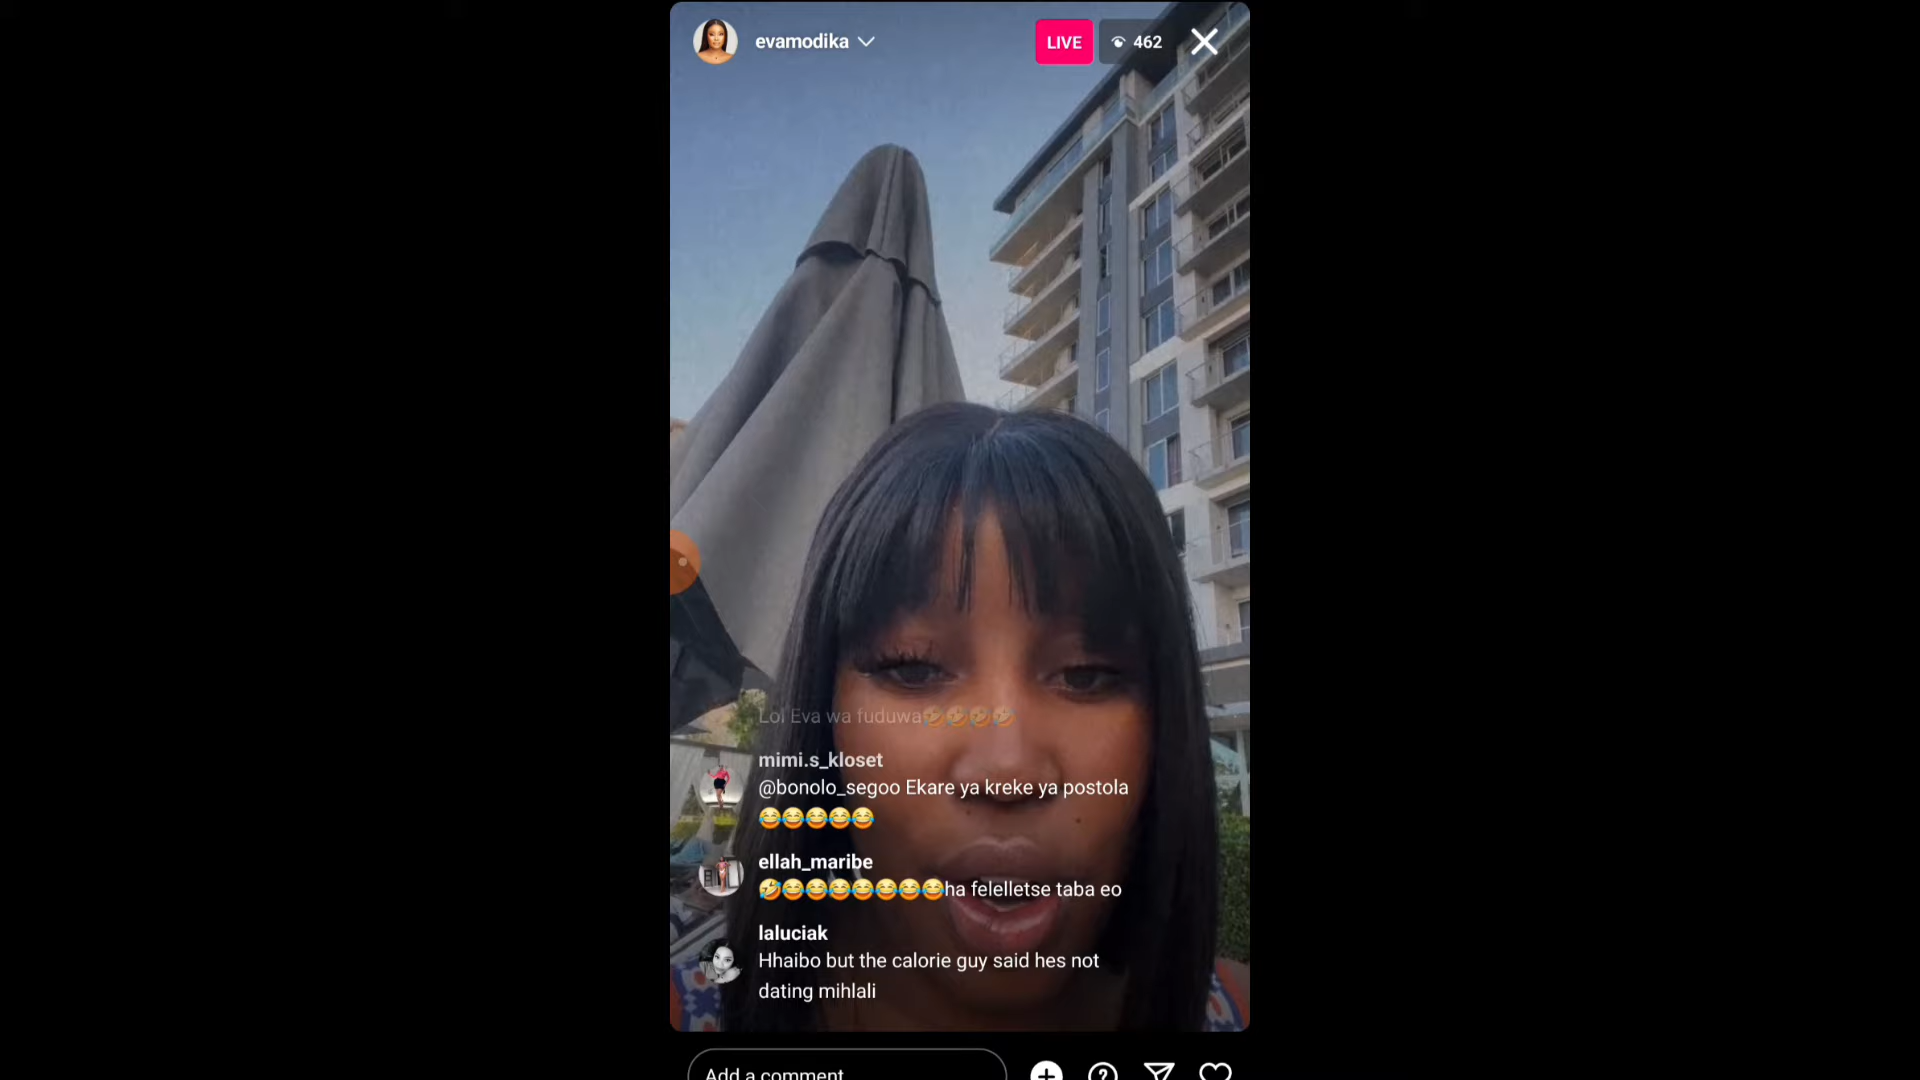 evamodika
LIVE
462
Lol Eva wa fuduwa🤣🤣🤣🤣
mimi.s_kloset
@bonolo_segoo Ekare ya kreke ya postola
😂😂😂😂😂
ellah_maribe
🤣😂😂😂😂😂😂😂ha felelletse taba eo
laluciak
Hhaibo but the calorie guy said hes not
dating mihlali
Add a comment